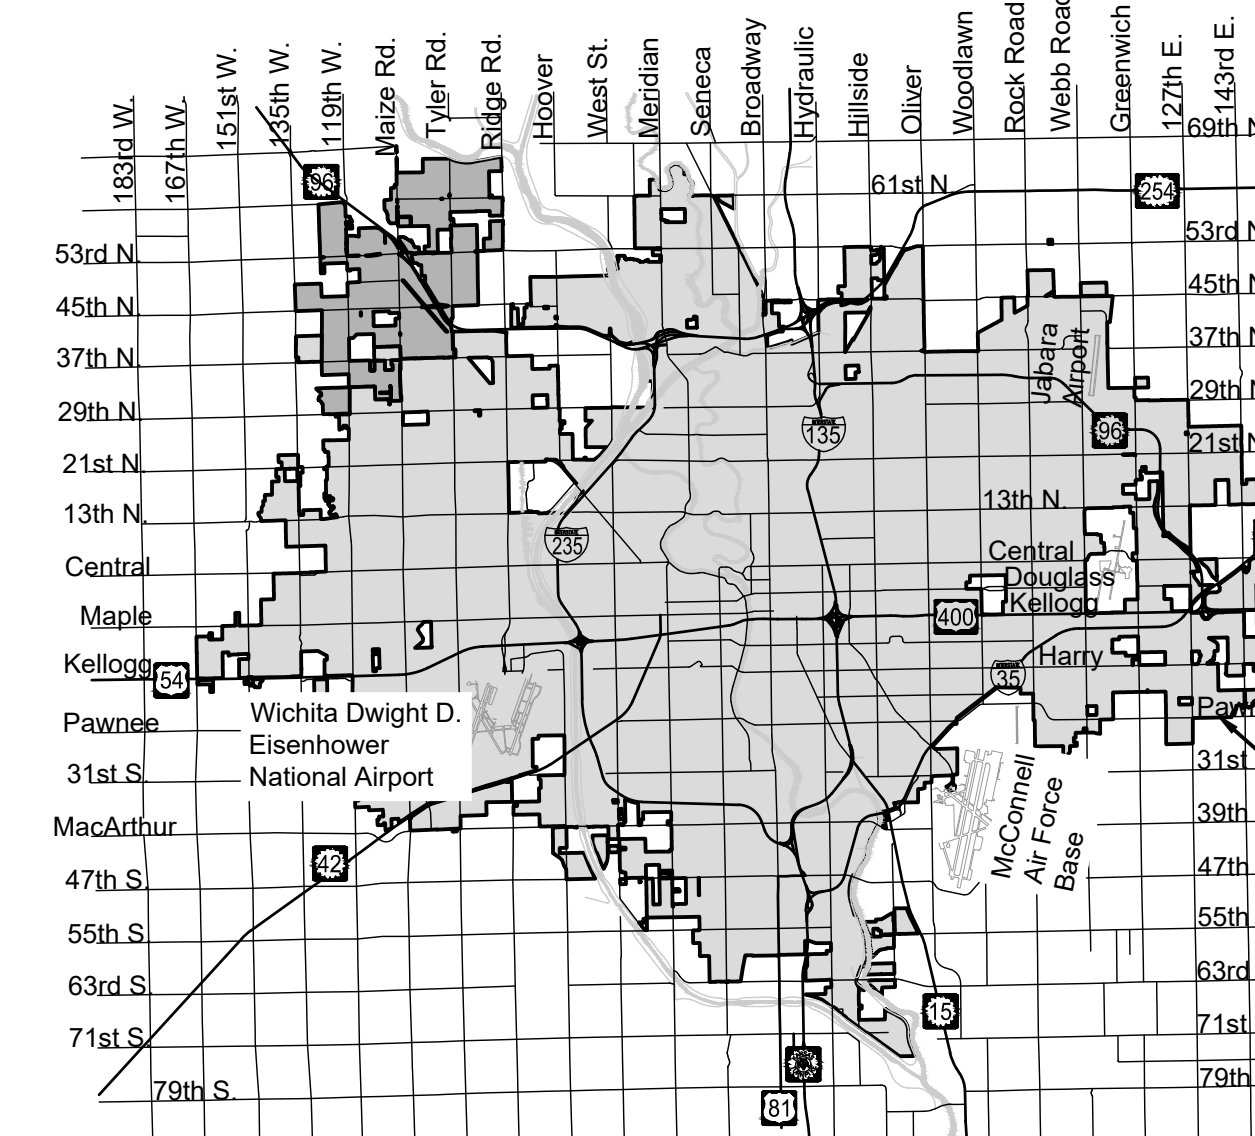 183rd W.
167th W.
151st W.
135th W.
119th W.
Maize Rd.
Tyler Rd.
Ridge Rd.
Hoover
West St.
Meridian
Seneca
Broadway
Hydraulic
Hillside
Oliver
Woodlawn
Rock Road
Webb Road
Greenwich
127th E.
143rd E.
69th N
96
61st N.
254
53rd N.
53rd N
45th N.
45th N
37th N.
37th N
Jabara
Airport
29th N.
29th N
135
96
21st N.
21st N
13th N.
13th N.
235
Central
Central
Douglass
Maple
Kellogg
400
Kellogg
54
Harry
35
Pawnee
Pawn
Wichita Dwight D.
Eisenhower
National Airport
31st S.
31st
McConnell
Air Force
Base
MacArthur
39th
42
47th S.
47th
55th S.
55th
63rd S.
63rd
15
71st S.
71st
79th S.
79th
81